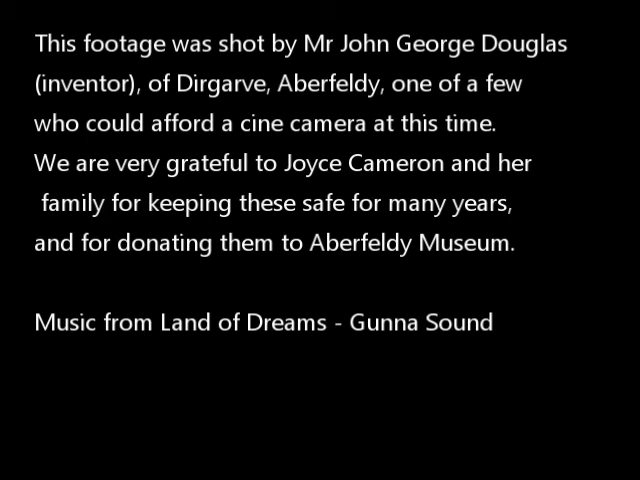 This footage was shot by Mr John George Douglas
(inventor), of Dirgarve, Aberfeldy, one of a few
who could afford a cine camera at this time.
We are very grateful to Joyce Cameron and her
family for keeping these safe for many years,
and for donating them to Aberfeldy Museum.
Music from Land of Dreams - Gunna Sound